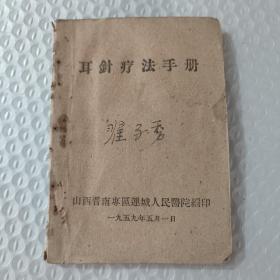 耳針疗法手册
山西晋南專區運城人民醫院編印
一九五九年五月一日